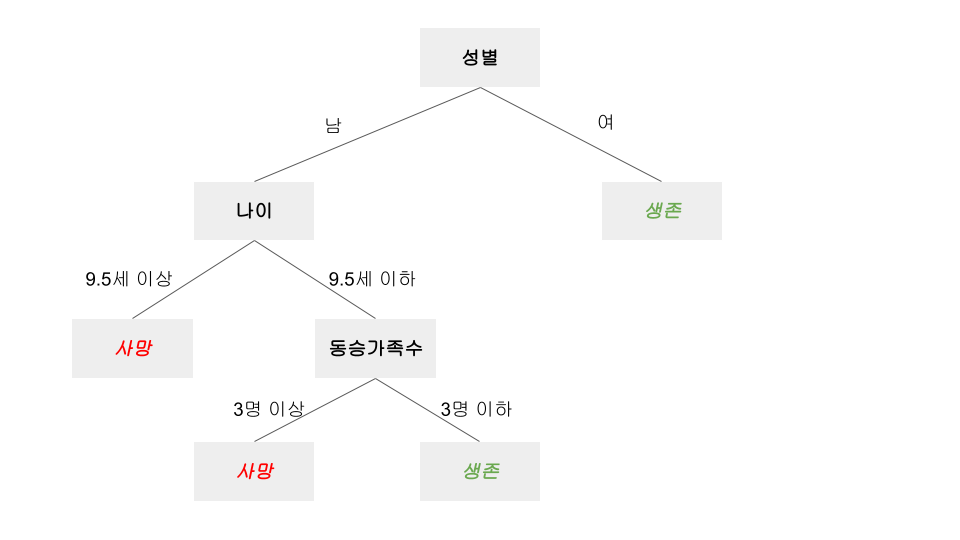 성별
남
여
나이
생존
9.5세 이상
9.5세 이하
사망
동승가족수
3명 이상
3명 이하
사망
생존